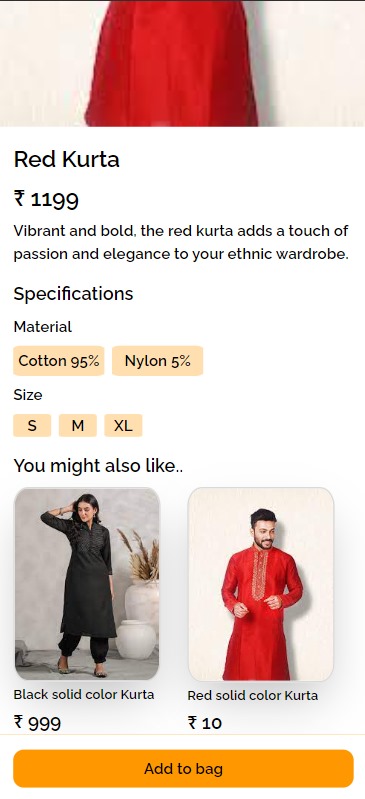 Red Kurta
₹ 1199
Vibrant and bold, the red kurta adds a touch of
passion and elegance to your ethnic wardrobe.
Specifications
Material
Cotton 95% Nylon 5%
Size
S M XL
You might also like..
Black solid color Kurta Red solid color Kurta
₹ 999 ₹ 10
Add to bag